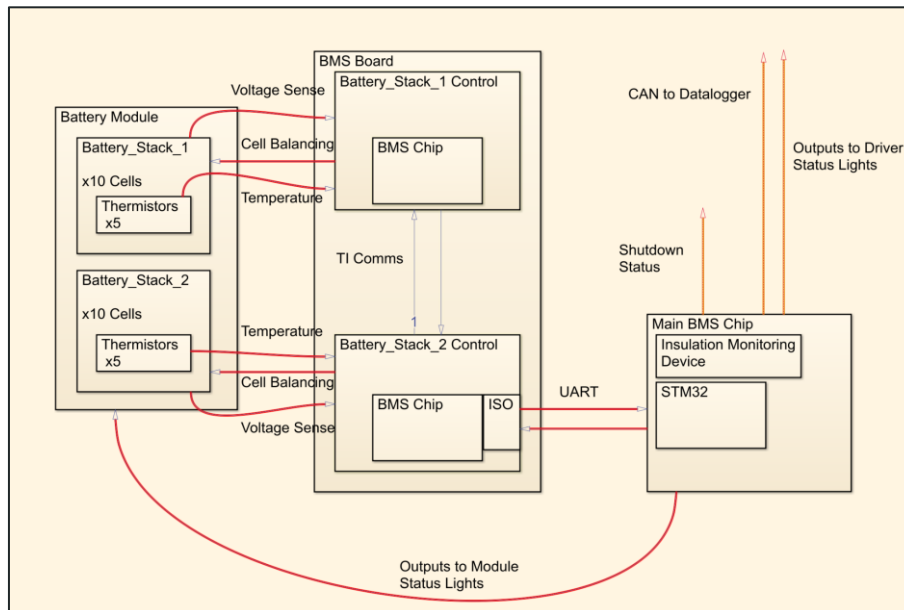 BMS Board
Battery_Stack_1 Control
BMS Chip
Voltage Sense
Battery Module
Battery_Stack_1
x10 Cells
Thermistors
x5
Cell Balancing
Temperature
TI Comms
1
Battery_Stack_2
x10 Cells
Thermistors
x5
Temperature
Cell Balancing
Voltage Sense
Battery_Stack_2 Control
BMS Chip
ISO
UART
CAN to Datalogger
Outputs to Driver
Status Lights
Shutdown
Status
Main BMS Chip
Insulation Monitoring
Device
STM32
Outputs to Module
Status Lights